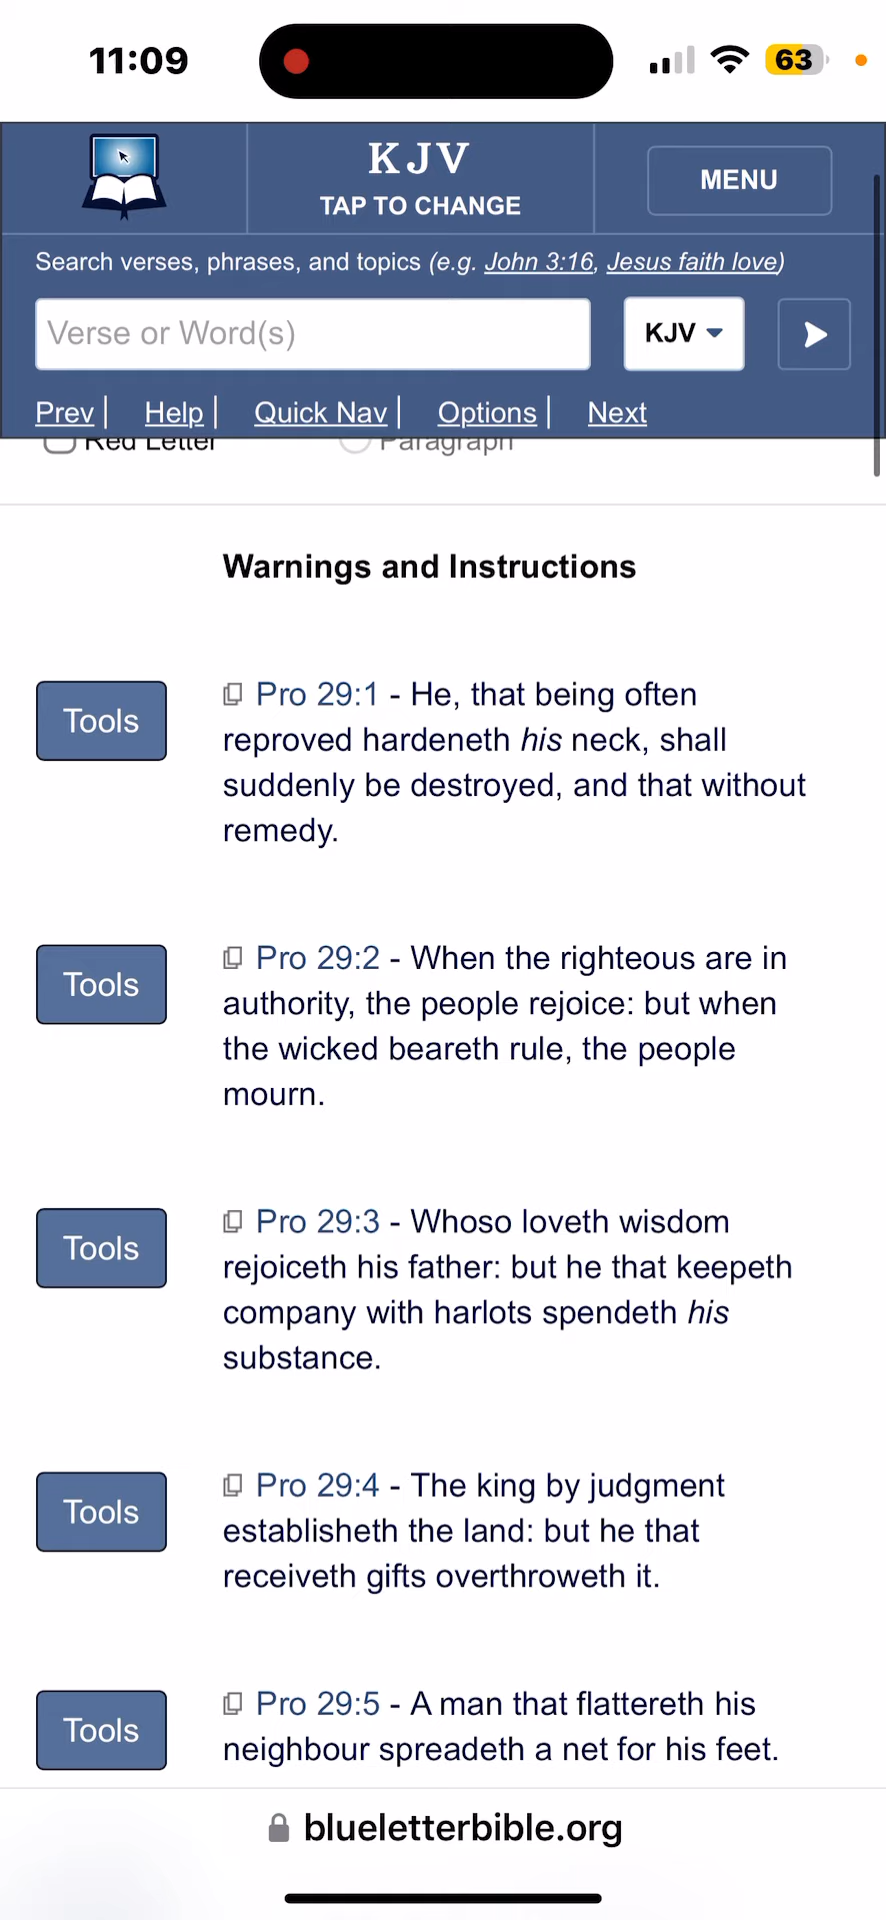 11:09
63
KJV
TAP TO CHANGE
MENU
Search verses, phrases, and topics (e.g. John 3:16, Jesus faith love)
Verse or Word(s)
KJV
Prev | Help | Quick Nav | Options | Next
Red Letter Paragraph
Warnings and Instructions
Tools
Pro 29:1 - He, that being often
reproved hardeneth his neck, shall
suddenly be destroyed, and that without
remedy.
Tools
Pro 29:2 - When the righteous are in
authority, the people rejoice: but when
the wicked beareth rule, the people
mourn.
Tools
Pro 29:3 - Whoso loveth wisdom
rejoiceth his father: but he that keepeth
company with harlots spendeth his
substance.
Tools
Pro 29:4 - The king by judgment
establisheth the land: but he that
receiveth gifts overthroweth it.
Tools
Pro 29:5 - A man that flattereth his
neighbour spreadeth a net for his feet.
blueletterbible.org